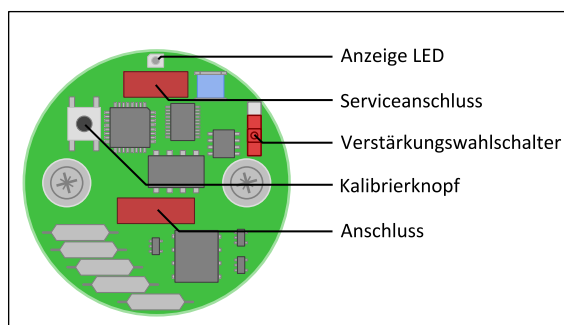 Anzeige LED
Serviceanschluss
Verstärkungswahlschalter
Kalibrierknopf
Anschluss